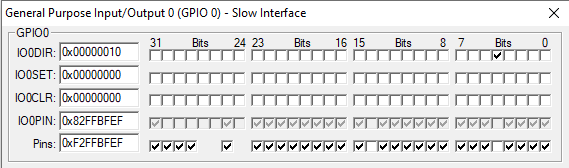 General Purpose Input/Output 0 (GPIO 0) - Slow Interface
GPIO0
31 Bits 24 23 Bits 16 15 Bits 8 7 Bits 0
IO0DIR: 0x00000010
IO0SET: 0x00000000
IO0CLR: 0x00000000
IO0PIN: 0x82FFBFEF
Pins: 0xF2FFBFEF